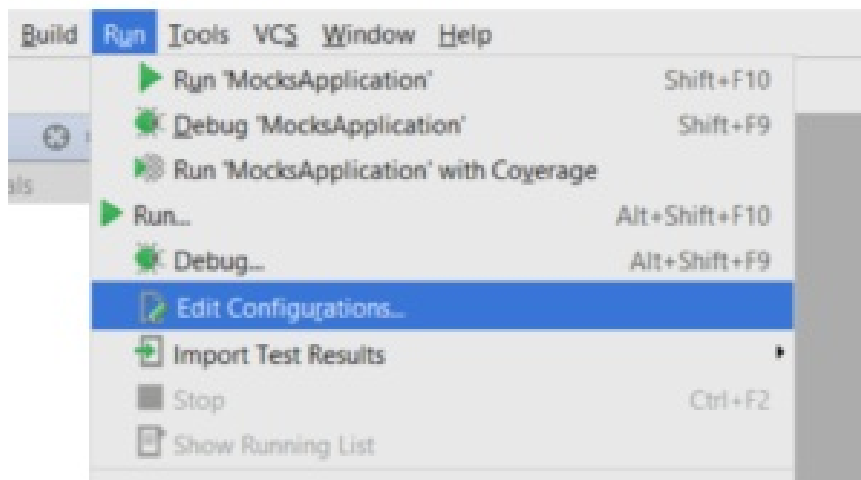 Build Run Tools VCS Window Help
Run 'MocksApplication' Shift+F10
Debug 'MocksApplication' Shift+F9
Run 'MocksApplication' with Coverage
Run... Alt+Shift+F10
Debug... Alt+Shift+F9
Edit Configurations...
als
Import Test Results
Stop Ctrl+F2
Show Running List